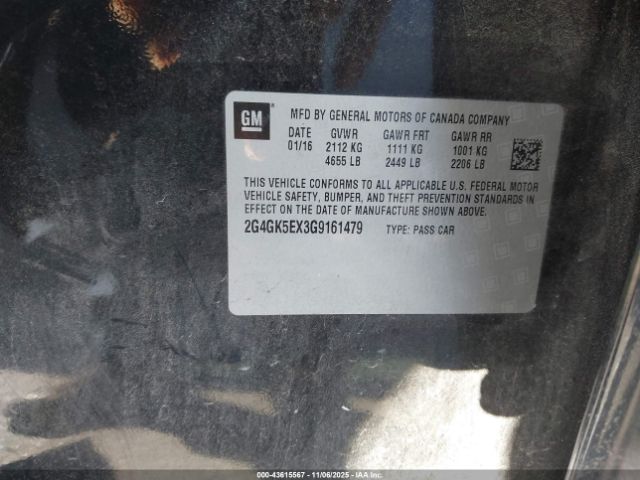 GM
MFD BY GENERAL MOTORS OF CANADA COMPANY
DATE GVWR GAWR FRT GAWR RR
01/16 2112 KG 1111 KG 1001 KG
4655 LB 2449 LB 2206 LB
THIS VEHICLE CONFORMS TO ALL APPLICABLE U.S. FEDERAL MOTOR
VEHICLE SAFETY, BUMPER, AND THEFT PREVENTION STANDARDS IN
EFFECT ON THE DATE OF MANUFACTURE SHOWN ABOVE.
2G4GK5EX3G9161479 TYPE: PASS CAR
000-43615567 - 11/06/2025 - IAA Inc.